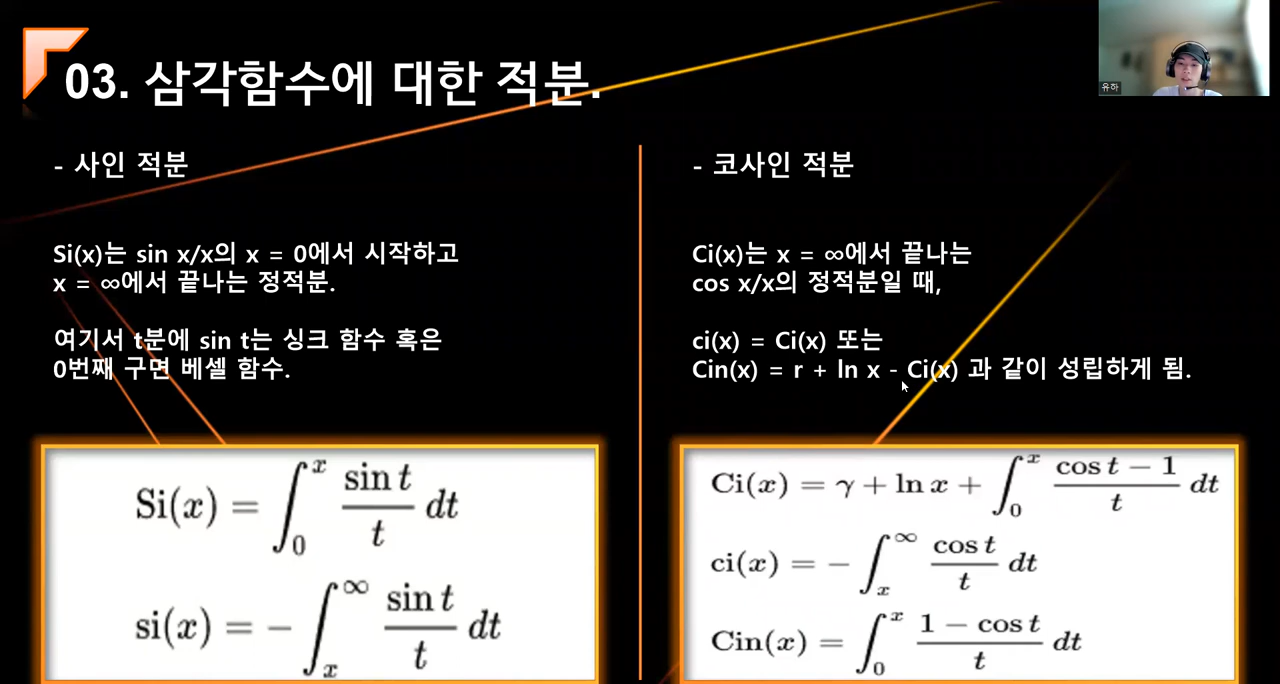 03. 삼각함수에 대한 적분.
유하
- 사인 적분
Si(x)는 sin x/x의 x = 0에서 시작하고
x = ∞에서 끝나는 정적분.
여기서 t분에 sin t는 싱크 함수 혹은
0번째 구면 베셀 함수.
Si(x) = ∫₀ˣ (sin t)/t dt
si(x) = −∫ₓ^∞ (sin t)/t dt
- 코사인 적분
Ci(x)는 x = ∞에서 끝나는
cos x/x의 정적분일 때,
ci(x) = Ci(x) 또는
Cin(x) = r + ln x - Ci(x) 과 같이 성립하게 됨.
Ci(x) = γ + ln x + ∫₀ˣ (cos t − 1)/t dt
ci(x) = −∫ₓ^∞ (cos t)/t dt
Cin(x) = ∫₀ˣ (1 − cos t)/t dt